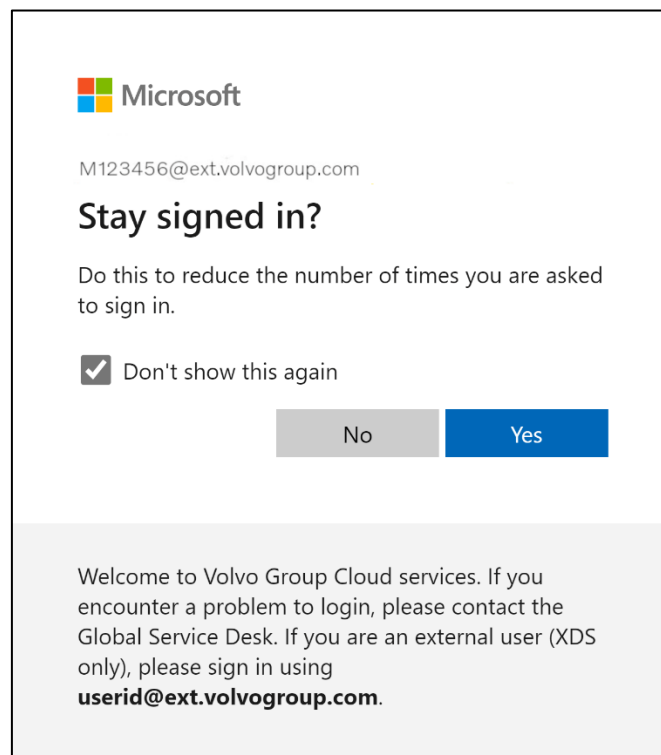 Microsoft
M123456@ext.volvogroup.com
Stay signed in?
Do this to reduce the number of times you are asked
to sign in.
Don't show this again
No
Yes
Welcome to Volvo Group Cloud services. If you
encounter a problem to login, please contact the
Global Service Desk. If you are an external user (XDS
only), please sign in using
userid@ext.volvogroup.com.